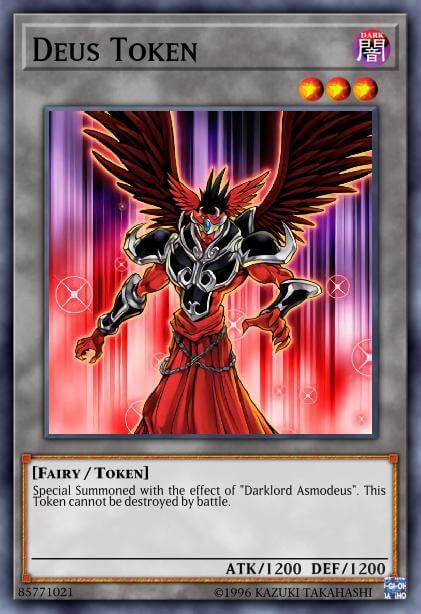 DEUS TOKEN
DARK
闇
[FAIRY / TOKEN]
Special Summoned with the effect of "Darklord Asmodeus". This
Token cannot be destroyed by battle.
ATK/1200 DEF/1200
85771021 ©1996 KAZUKI TAKAHASHI